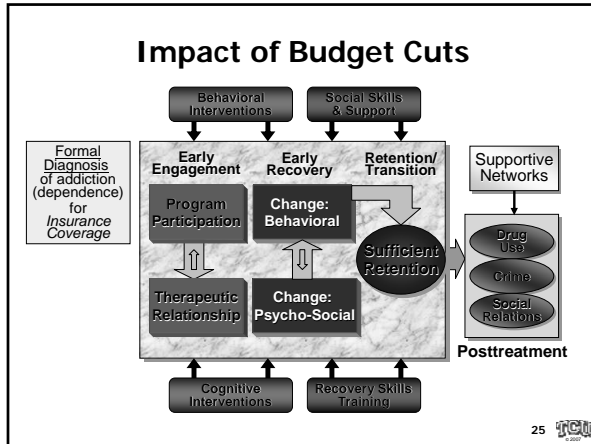 Impact of Budget Cuts
Behavioral
Interventions
Social Skills
& Support
Formal
Diagnosis
of addiction
(dependence)
for
Insurance
Coverage
Early
Engagement
Early
Recovery
Retention/
Transition
Program
Participation
Change:
Behavioral
Sufficient
Retention
Therapeutic
Relationship
Change:
Psycho-Social
Supportive
Networks
Drug
Use
Crime
Social
Relations
Posttreatment
Cognitive
Interventions
Recovery Skills
Training
25
TCU
© 2007